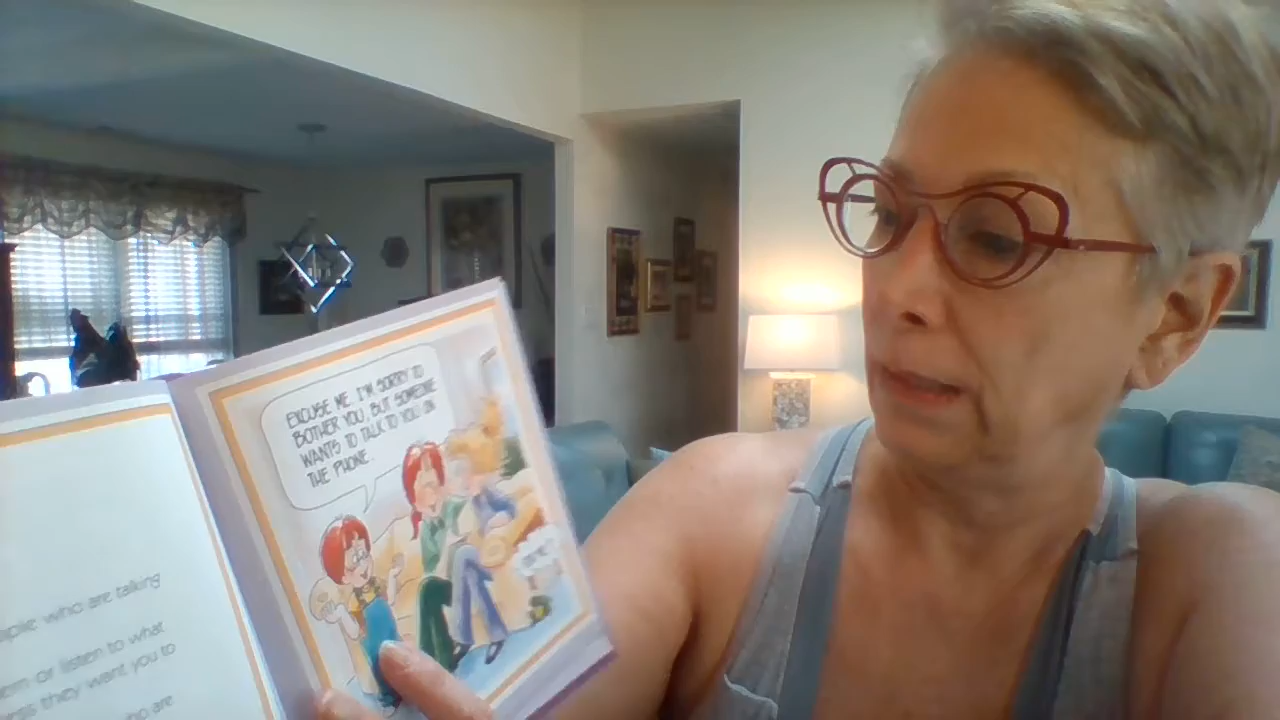 who are talking
or listen to what
they want you to
are
EXCUSE ME. I'M SORRY TO
BOTHER YOU, BUT SOMEONE
WANTS TO TALK TO YOU ON
THE PHONE.